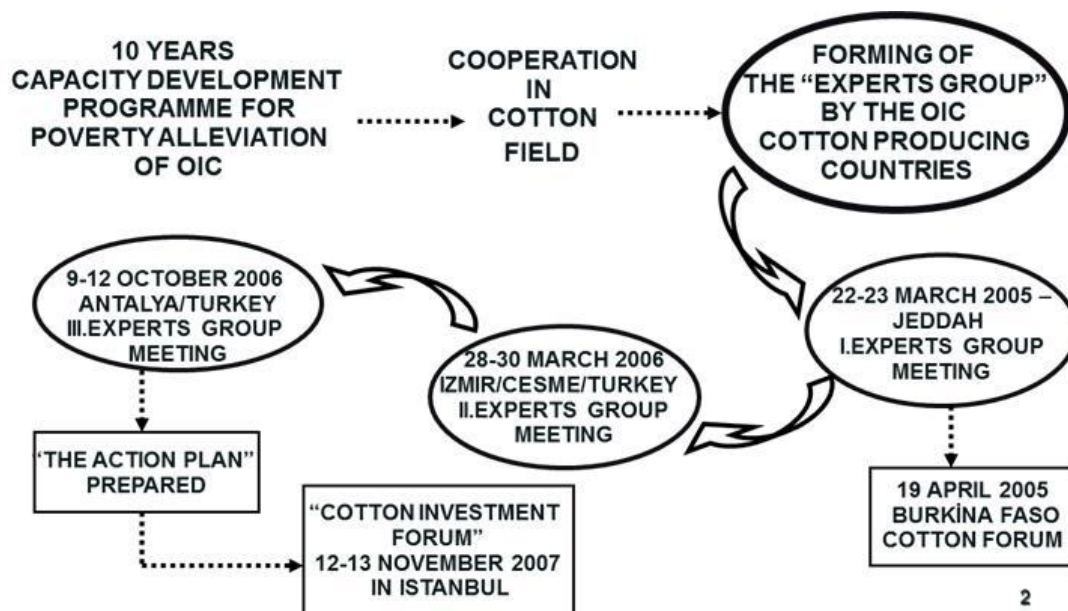 10 YEARS
CAPACITY DEVELOPMENT
PROGRAMME FOR
POVERTY ALLEVIATION
OF OIC
COOPERATION
IN
COTTON
FIELD
FORMING OF
THE “EXPERTS GROUP”
BY THE OIC
COTTON PRODUCING
COUNTRIES
22-23 MARCH 2005 –
JEDDAH
I.EXPERTS GROUP
MEETING
19 APRIL 2005
BURKİNA FASO
COTTON FORUM
28-30 MARCH 2006
IZMIR/CESME/TURKEY
II.EXPERTS GROUP
MEETING
9-12 OCTOBER 2006
ANTALYA/TURKEY
III.EXPERTS GROUP
MEETING
“THE ACTION PLAN”
PREPARED
“COTTON INVESTMENT
FORUM”
12-13 NOVEMBER 2007
IN ISTANBUL
2